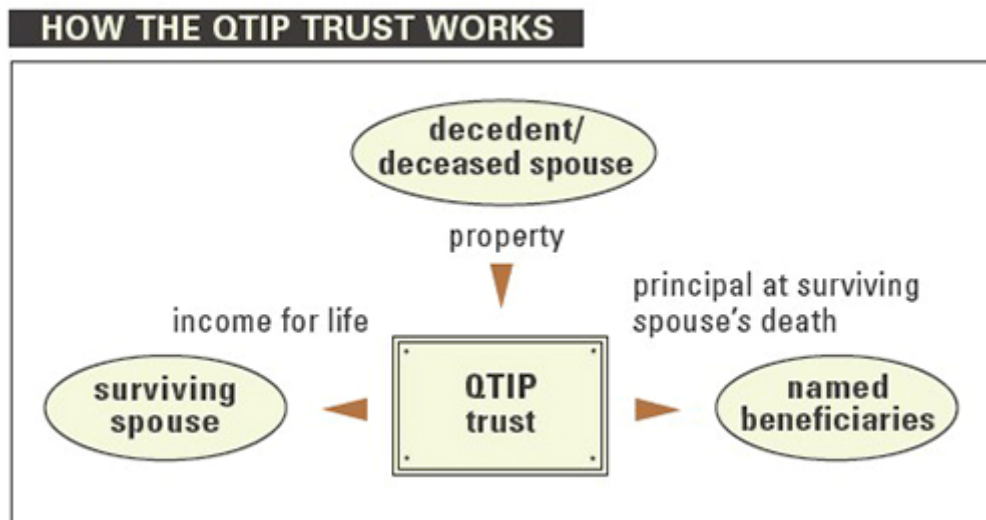 HOW THE QTIP TRUST WORKS
decedent/
deceased spouse
property
income for life
principal at surviving
spouse's death
surviving
spouse
QTIP
trust
named
beneficiaries